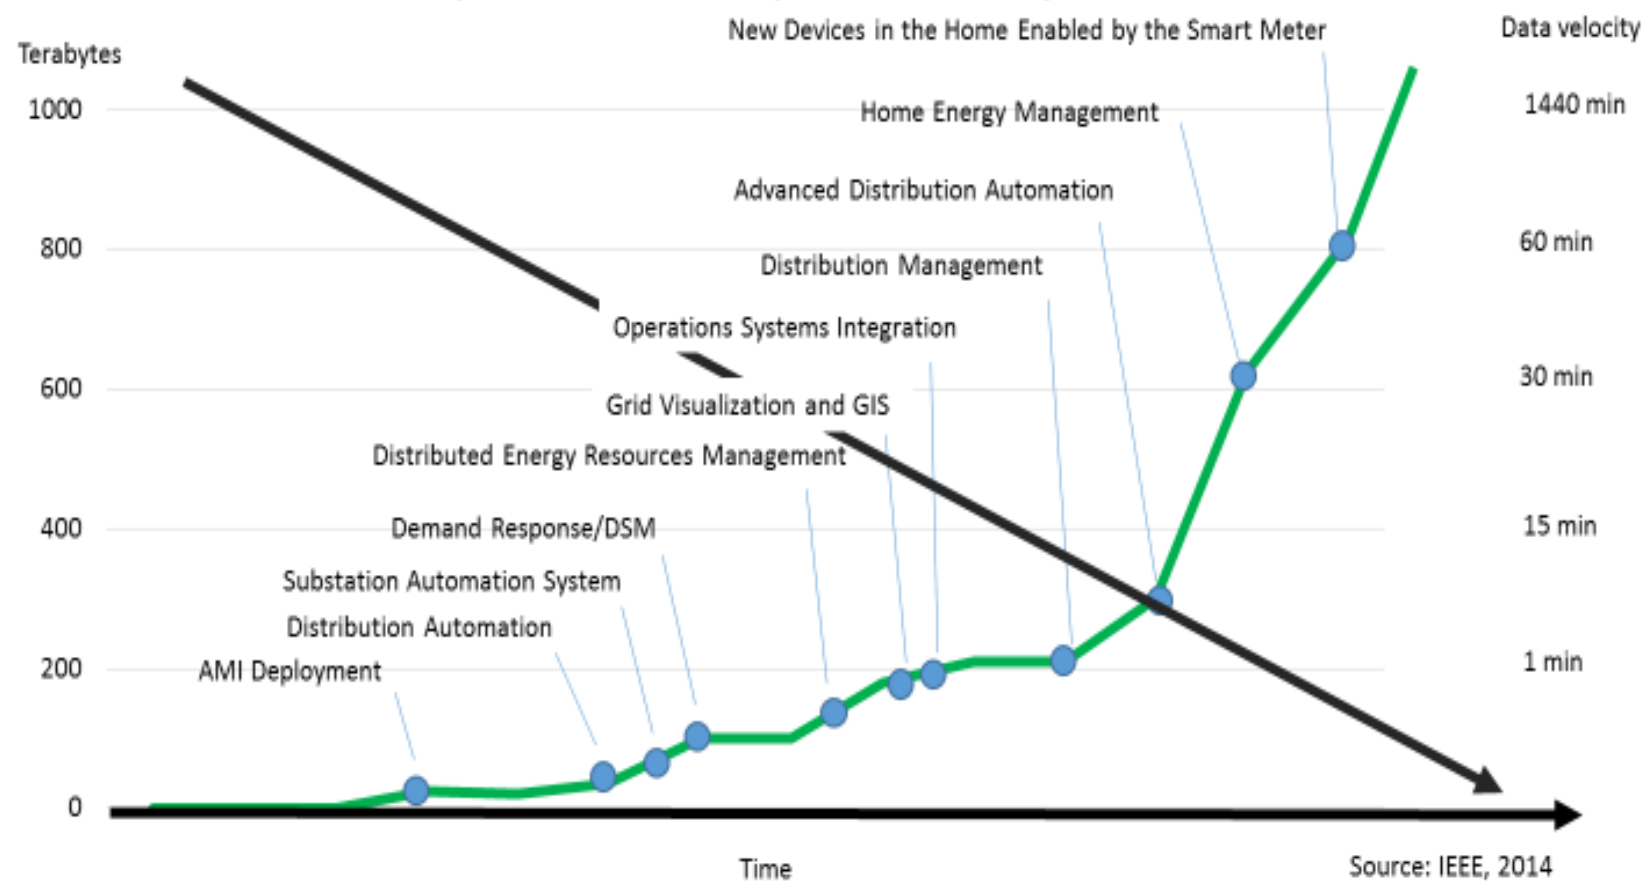 New Devices in the Home Enabled by the Smart Meter
Data velocity
Terabytes
1000
Home Energy Management
1440 min
Advanced Distribution Automation
800
60 min
Distribution Management
Operations Systems Integration
600
30 min
Grid Visualization and GIS
Distributed Energy Resources Management
400
Demand Response/DSM
15 min
Substation Automation System
Distribution Automation
200
AMI Deployment
1 min
0
Time
Source: IEEE, 2014